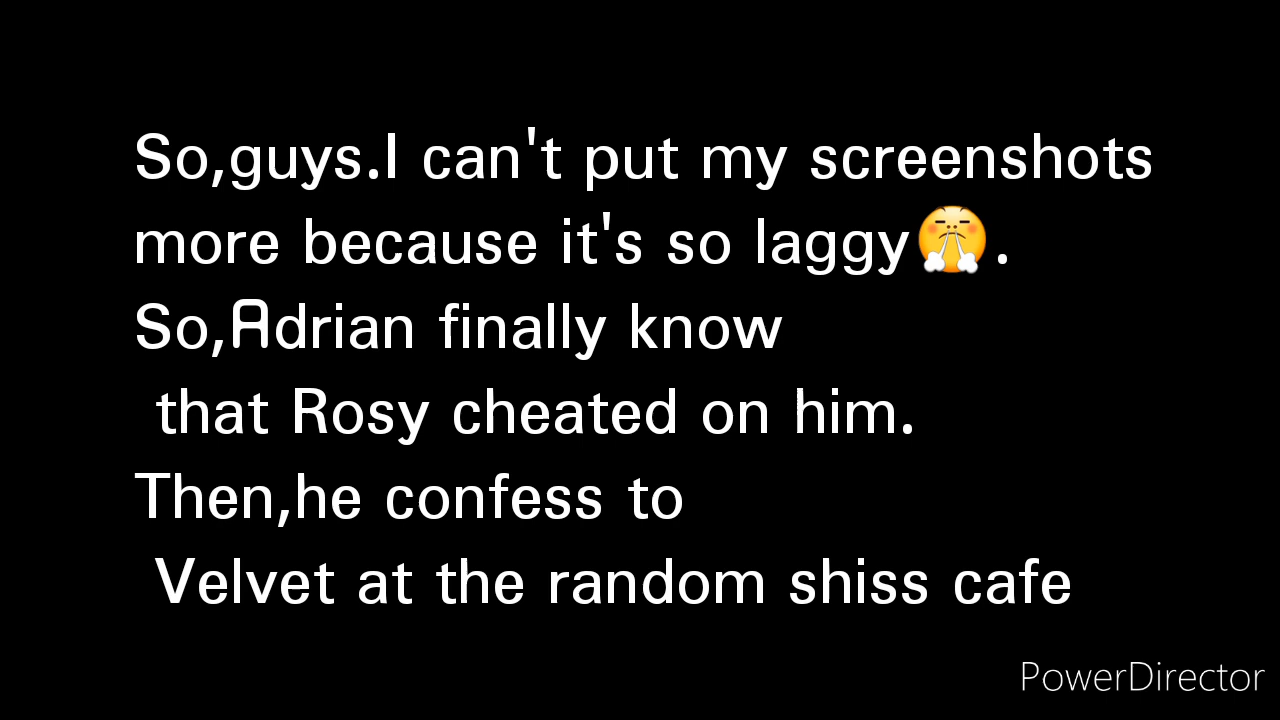 So,guys.I can't put my screenshots
more because it's so laggy😤.
So,Adrian finally know
that Rosy cheated on him.
Then,he confess to
Velvet at the random shiss cafe
PowerDirector